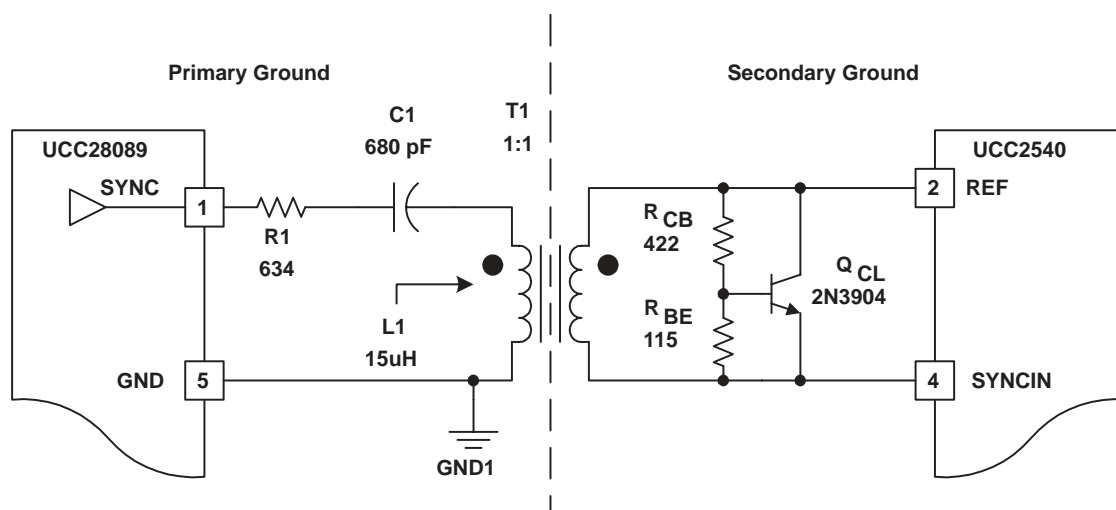 Primary Ground
Secondary Ground
C1
680 pF
T1
1:1
UCC28089
UCC2540
SYNC
1
2
REF
R1
634
R CB
422
Q CL
2N3904
R BE
115
L1
15uH
GND
5
4
SYNCIN
GND1